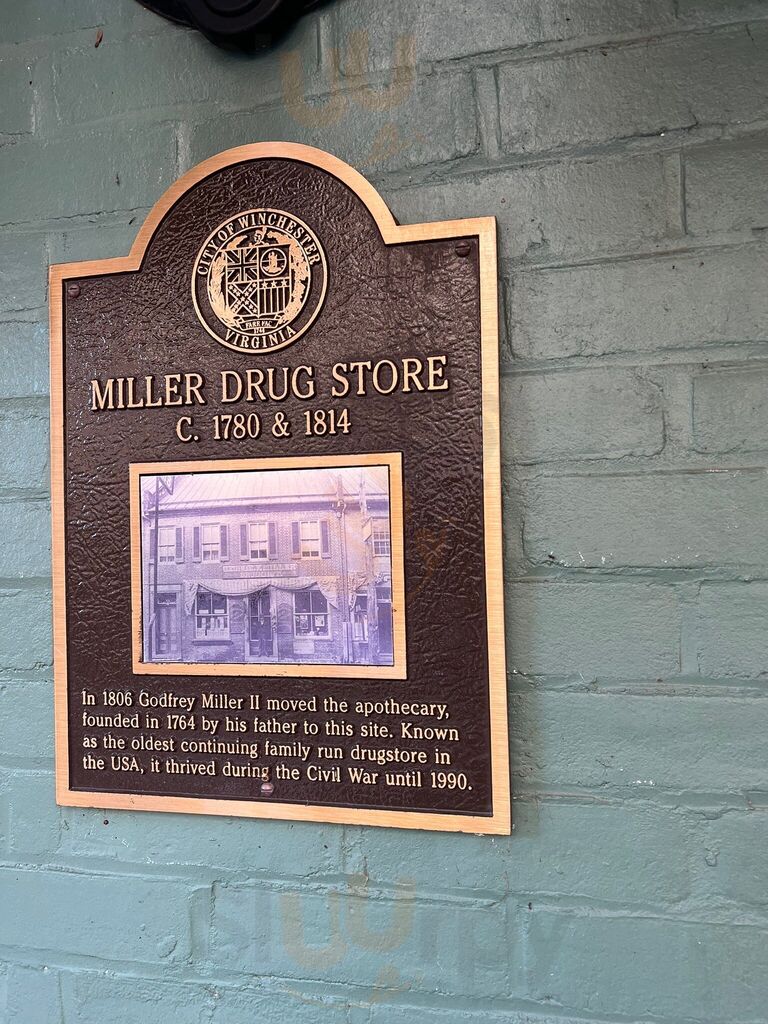 CITY OF WINCHESTER
VIRGINIA
MILLER DRUG STORE
C. 1780 & 1814
In 1806 Godfrey Miller II moved the apothecary,
founded in 1764 by his father to this site. Known
as the oldest continuing family run drugstore in
the USA, it thrived during the Civil War until 1990.